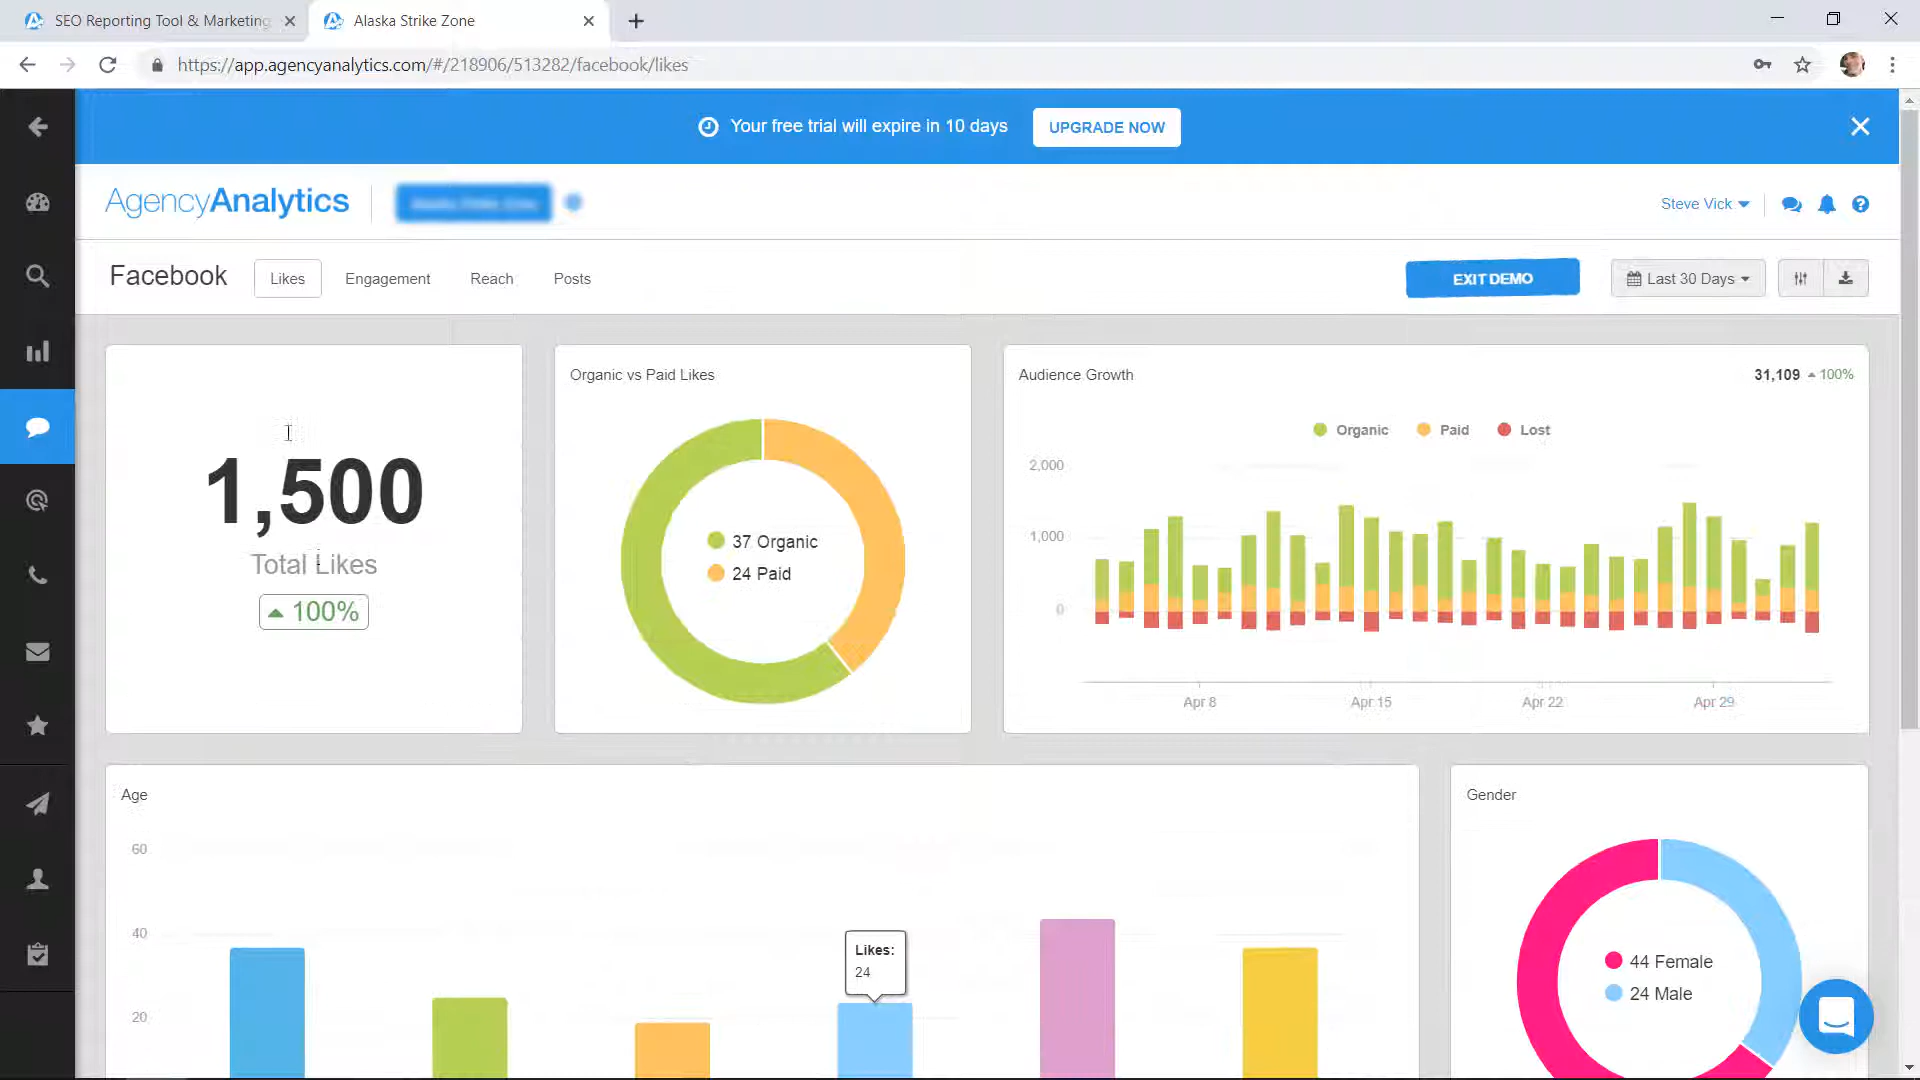 SEO Reporting Tool & Marketing
Alaska Strike Zone
https://app.agencyanalytics.com/#/218906/513282/facebook/likes
Your free trial will expire in 10 days
UPGRADE NOW
AgencyAnalytics
Steve Vick
Facebook
Likes
Engagement
Reach
Posts
EXIT DEMO
Last 30 Days
1,500
Total Likes
100%
Organic vs Paid Likes
37 Organic
24 Paid
Audience Growth
31,109 100%
Organic
Paid
Lost
2,000
1,000
0
Apr 8
Apr 15
Apr 22
Apr 29
Age
60
40
20
Likes:
24
Gender
44 Female
24 Male